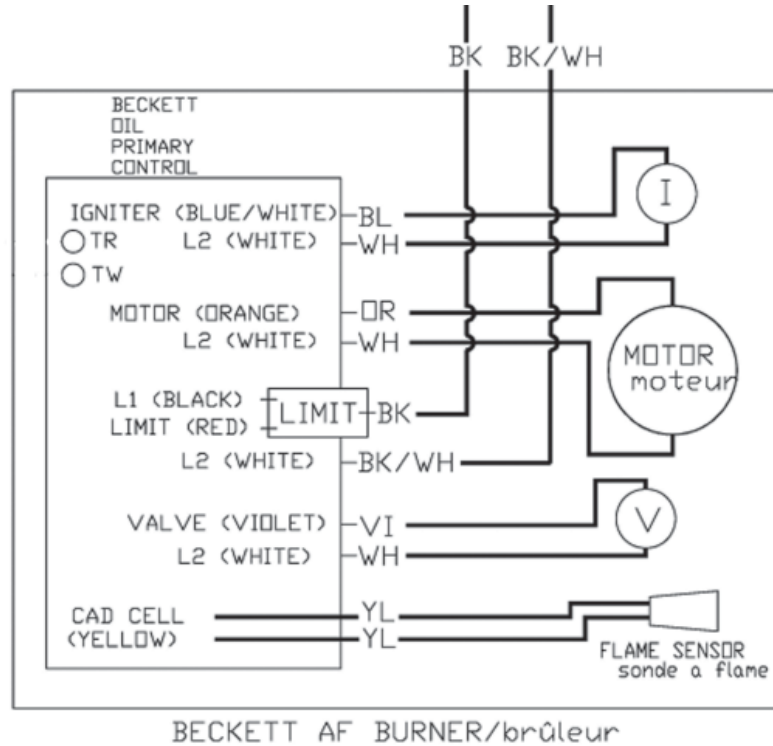 BK BK/WH
BECKETT
OIL
PRIMARY
CONTROL
IGNITER (BLUE/WHITE) BL
I
TR L2 (WHITE) WH
TW
MOTOR (ORANGE) OR
L2 (WHITE) WH
MOTOR
moteur
L1 (BLACK)
LIMIT BK
LIMIT (RED)
L2 (WHITE) BK/WH
VALVE (VIOLET) VI
V
L2 (WHITE) WH
CAD CELL YL
(YELLOW) YL
FLAME SENSOR
sonde a flame
BECKETT AF BURNER/brûleur